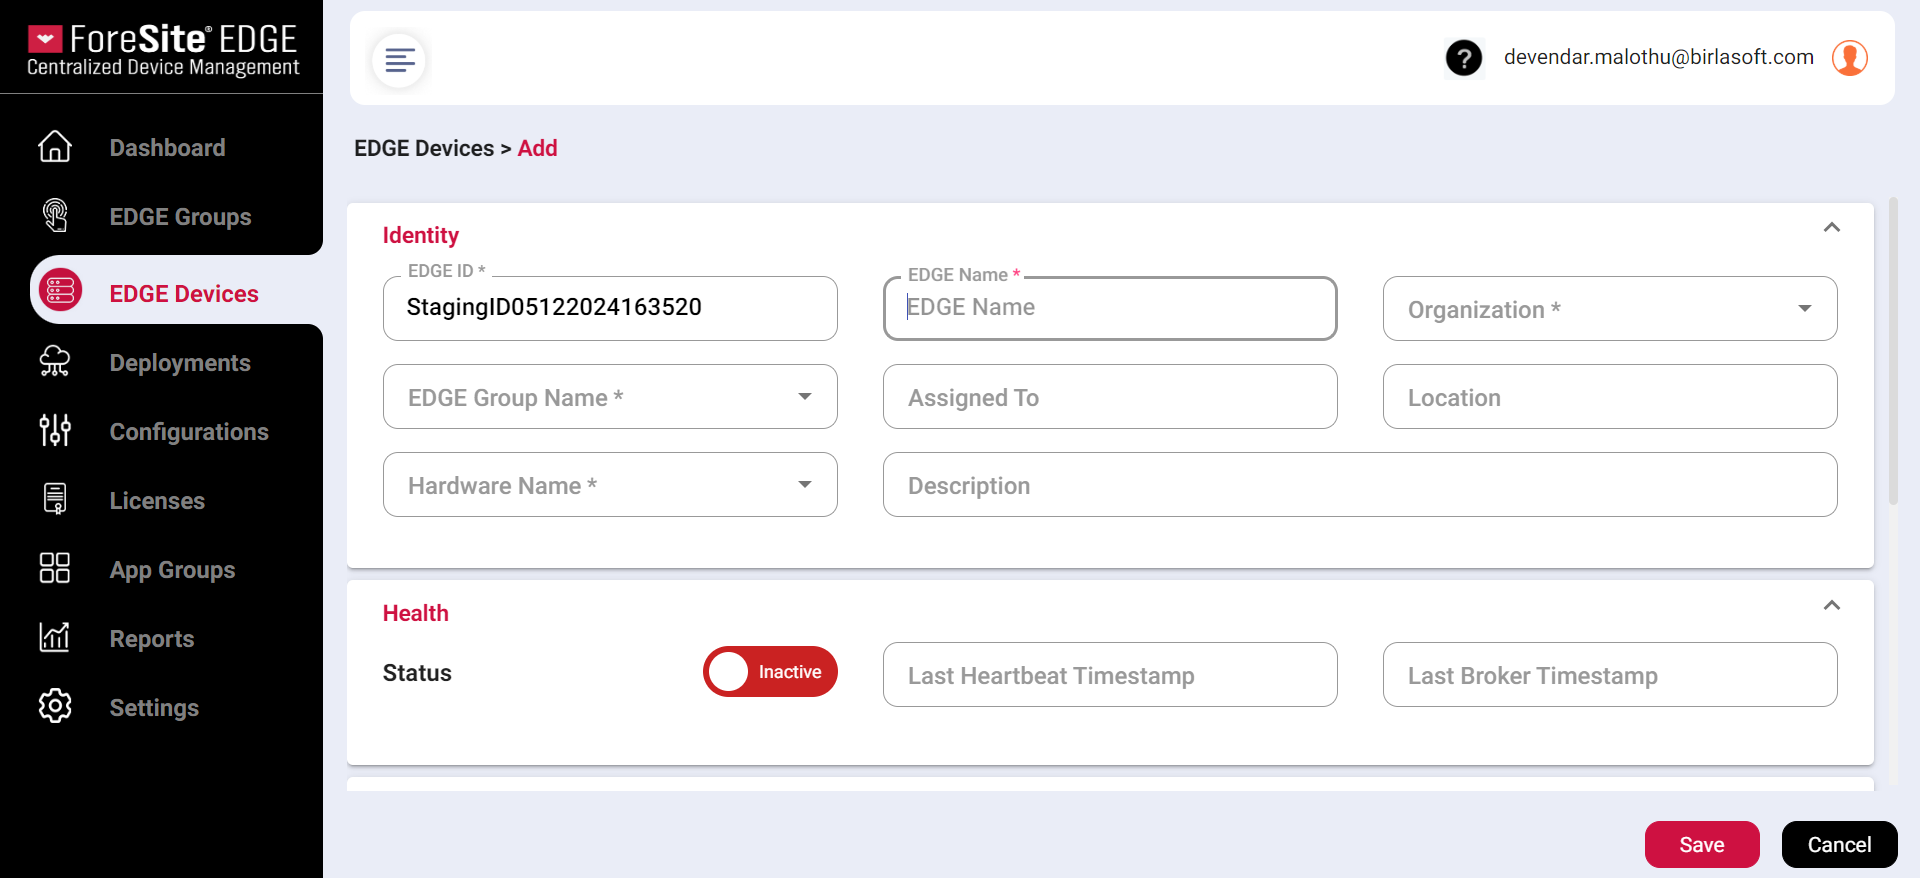 ForeSite® EDGE
Centralized Device Management
Dashboard
EDGE Groups
EDGE Devices
Deployments
Configurations
Licenses
App Groups
Reports
Settings
?
devendar.malothu@birlasoft.com
EDGE Devices > Add
Identity
EDGE ID *
StagingID05122024163520
EDGE Name *
EDGE Name
Organization *
EDGE Group Name *
Assigned To
Location
Hardware Name *
Description
Health
Status
Inactive
Last Heartbeat Timestamp
Last Broker Timestamp
Save
Cancel